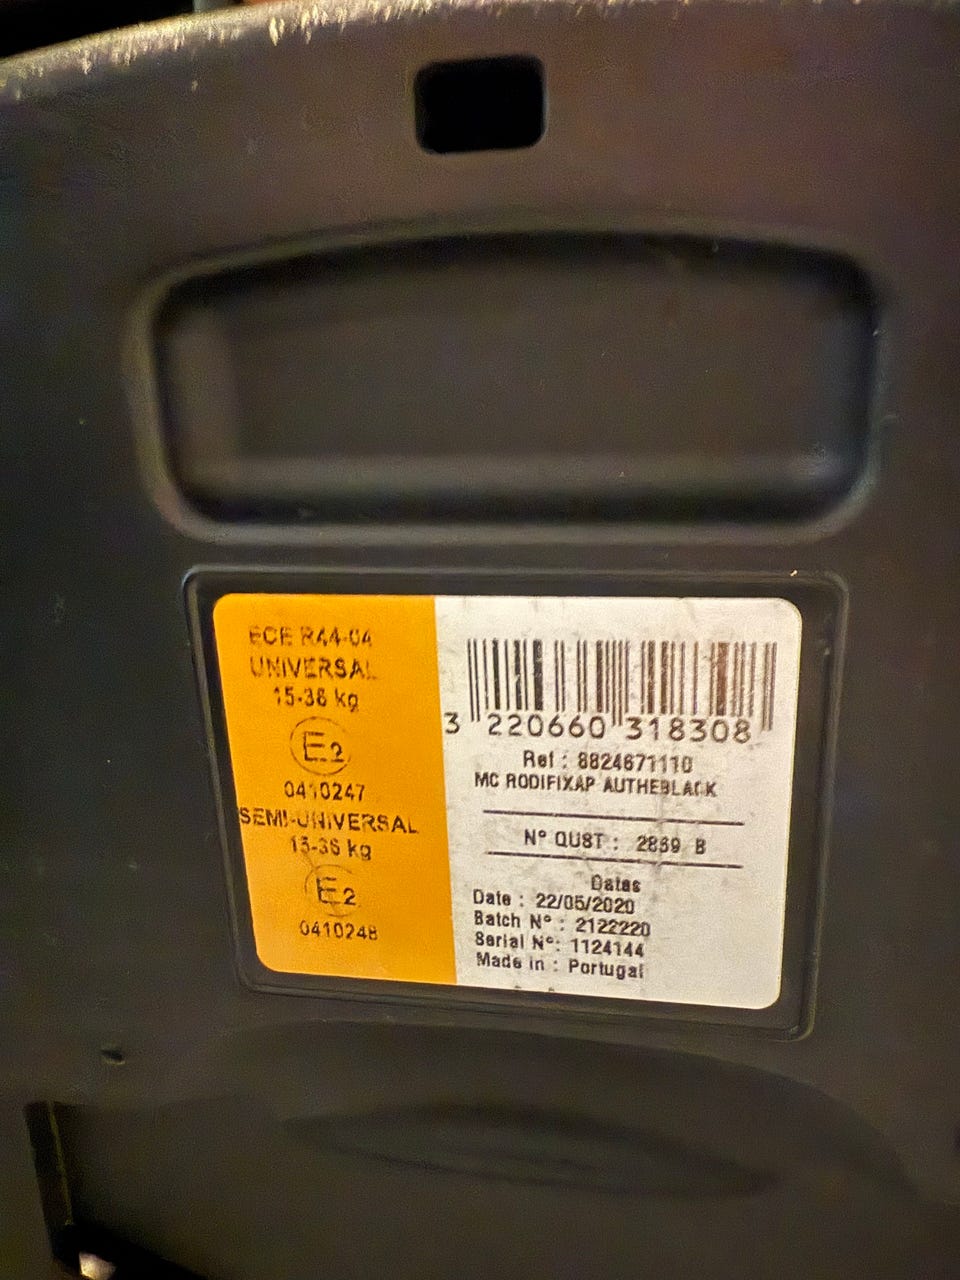 ECE R44-04
UNIVERSAL
15-36 kg
E2
0410247
SEMI-UNIVERSAL
15-36 kg
E2
0410248
3 220660 318308
Ref : 8824671110
MC RODIFIXAP AUTHEBLACK
N° QUST : 2869 B
Dates
Date : 22/05/2020
Batch N° : 2122220
Serial N°: 1124144
Made in : Portugal